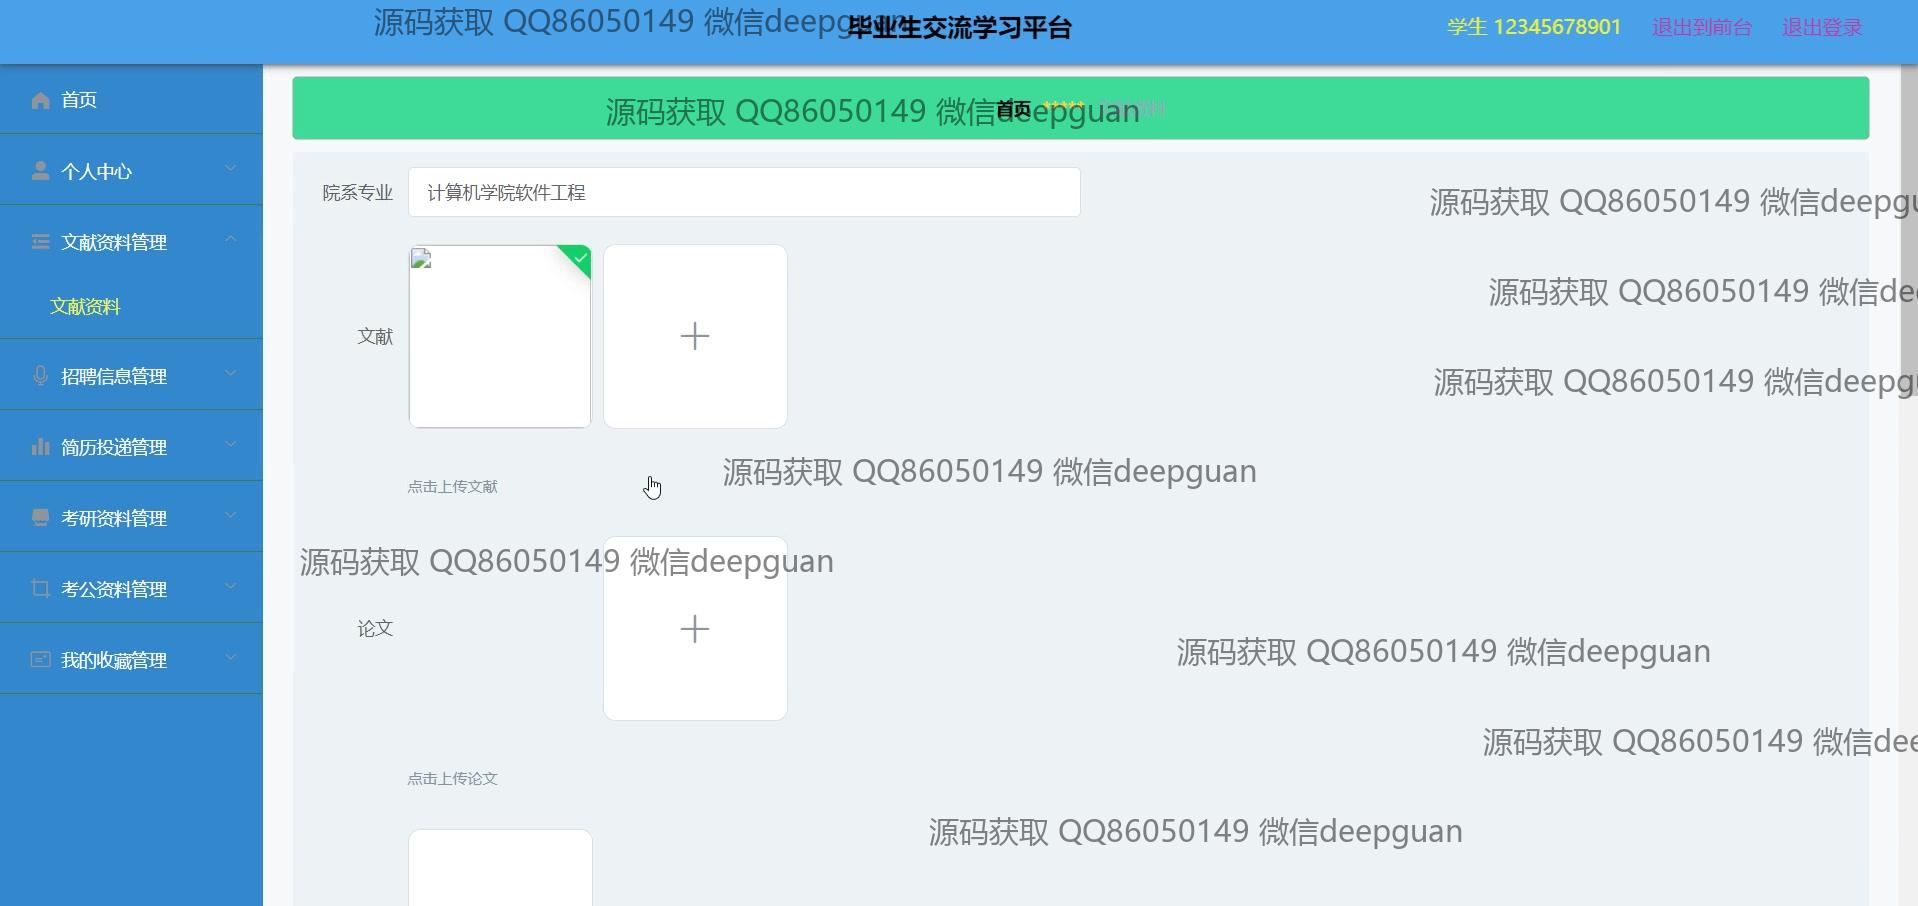 源码获取 QQ86050149 微信deepguan
毕业生交流学习平台
学生 12345678901
退出到前台
退出登录
首页
个人中心
文献资料管理
文献资料
招聘信息管理
简历投递管理
考研资料管理
考公资料管理
我的收藏管理
源码获取 QQ86050149 微信deepguan
首页 *****
院系专业 计算机学院软件工程
源码获取 QQ86050149 微信deepgu
源码获取 QQ86050149 微信de
文献
源码获取 QQ86050149 微信deepg
源码获取 QQ86050149 微信deepguan
点击上传文献
源码获取 QQ86050149 微信deepguan
论文
源码获取 QQ86050149 微信deepguan
源码获取 QQ86050149 微信dee
点击上传论文
源码获取 QQ86050149 微信deepguan